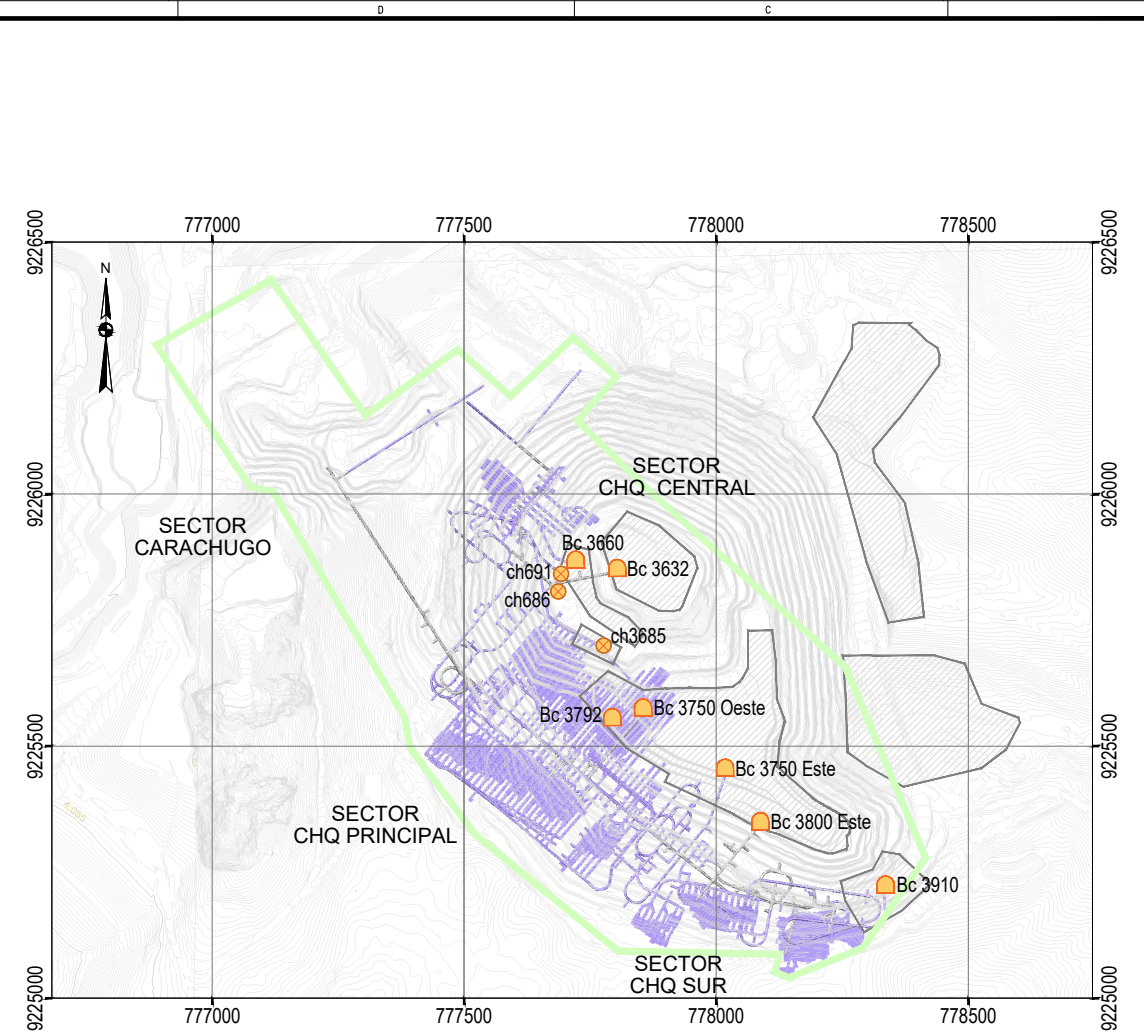 D
C
777000
777500
778000
778500
9226500
9226500
N
SECTOR
CHQ CENTRAL
9226000
9226000
SECTOR
CARACHUGO
Bc 3660
ch691
Bc 3632
ch686
ch3685
Bc 3792
Bc 3750 Oeste
9225500
9225500
Bc 3750 Este
SECTOR
CHQ PRINCIPAL
Bc 3800 Este
Bc 3910
SECTOR
CHQ SUR
9225000
9225000
777000
777500
778000
778500